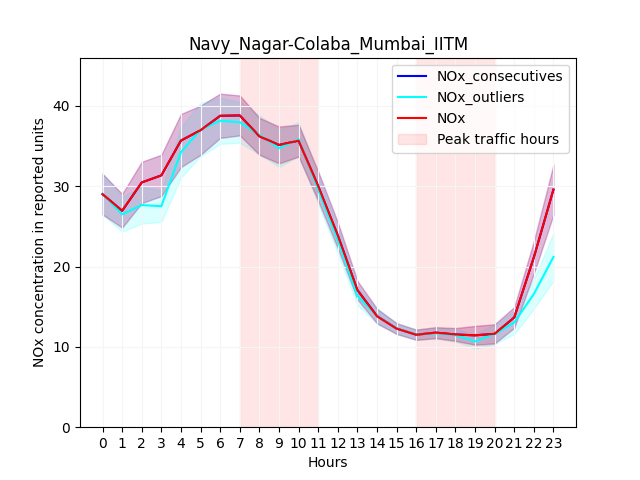 Navy_Nagar-Colaba_Mumbai_IITM
NOx_consecutives
NOx_outliers
NOx
Peak traffic hours
NOx concentration in reported units
40
30
20
10
0
0 1 2 3 4 5 6 7 8 9 10 11 12 13 14 15 16 17 18 19 20 21 22 23
Hours